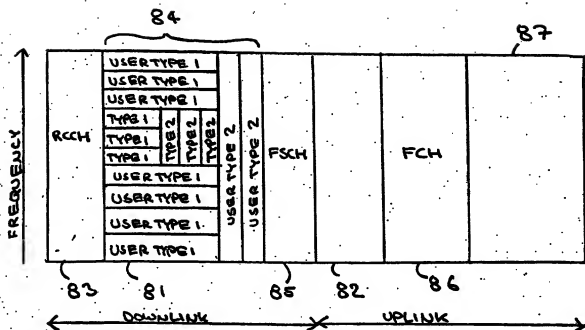 84
87
USER TYPE 1
USER TYPE 1
USER TYPE 1
TYPE 1
TYPE 1
TYPE 1
TYPE 2
TYPE 2
TYPE 2
USER TYPE 1
USER TYPE 1
USER TYPE 1
USER TYPE 1
USER TYPE 2
USER TYPE 2
RCCH
FSCH
FCH
FREQUENCY
83
81
85
82
86
DOWNLINK
UPLINK